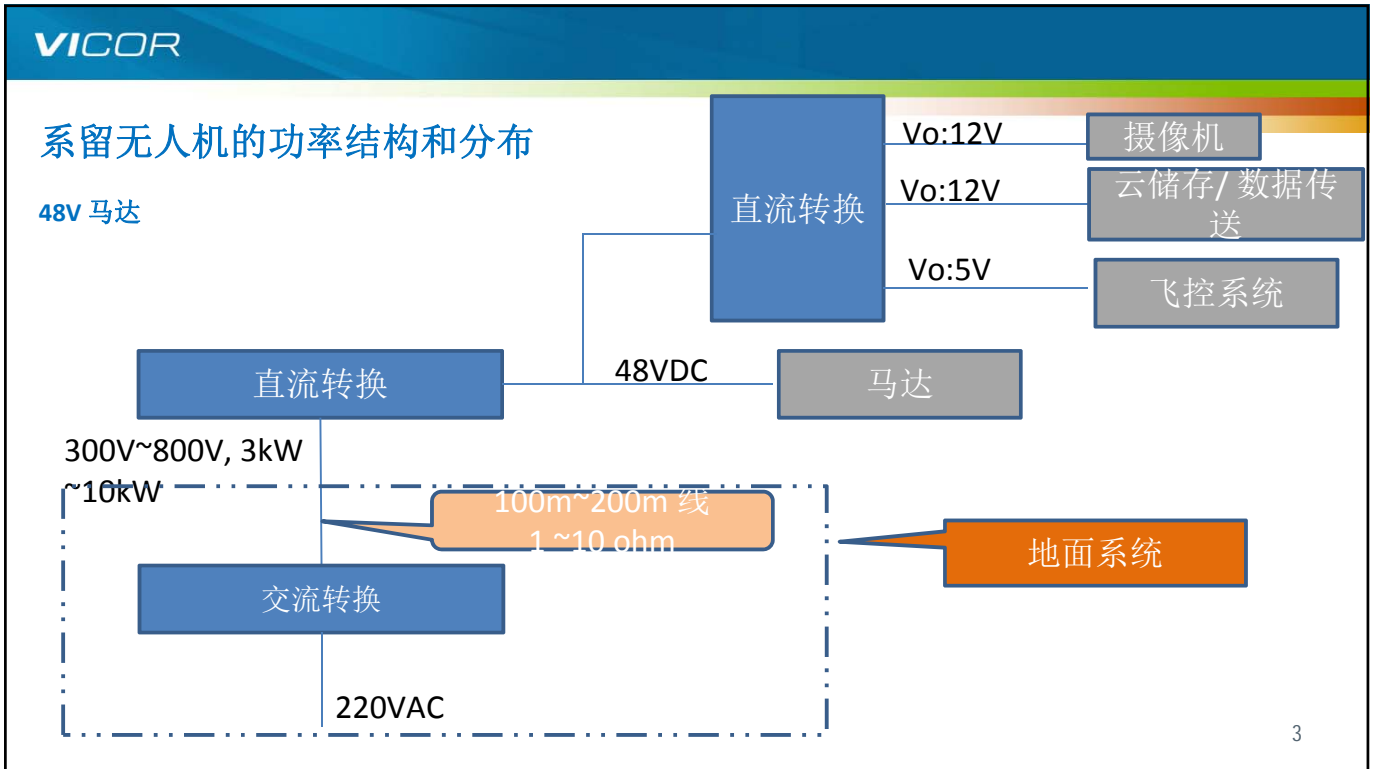 VICOR
系留无人机的功率结构和分布
48V 马达
直流转换
Vo:12V
摄像机
Vo:12V
云储存/ 数据传
送
Vo:5V
飞控系统
直流转换
48VDC
马达
300V~800V, 3kW
~10kW
100m~200m 线
1 ~10 ohm
地面系统
交流转换
220VAC
3